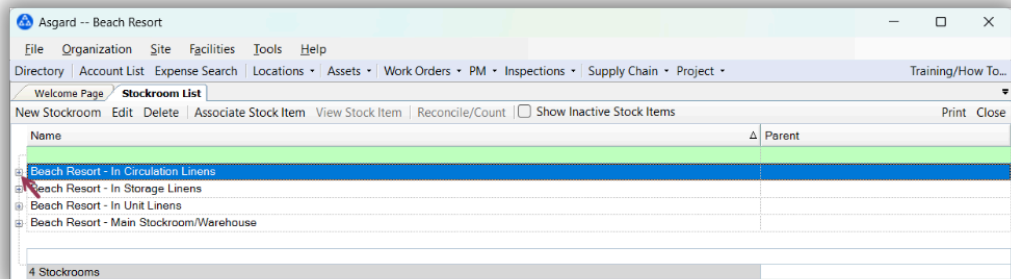 Asgard -- Beach Resort
File Organization Site Facilities Tools Help
Directory Account List Expense Search Locations Assets Work Orders PM Inspections Supply Chain Project Training/How To...
Welcome Page Stockroom List
New Stockroom Edit Delete Associate Stock Item View Stock Item Reconcile/Count Show Inactive Stock Items Print Close
Name Parent
Beach Resort - In Circulation Linens
Beach Resort - In Storage Linens
Beach Resort - In Unit Linens
Beach Resort - Main Stockroom/Warehouse
4 Stockrooms